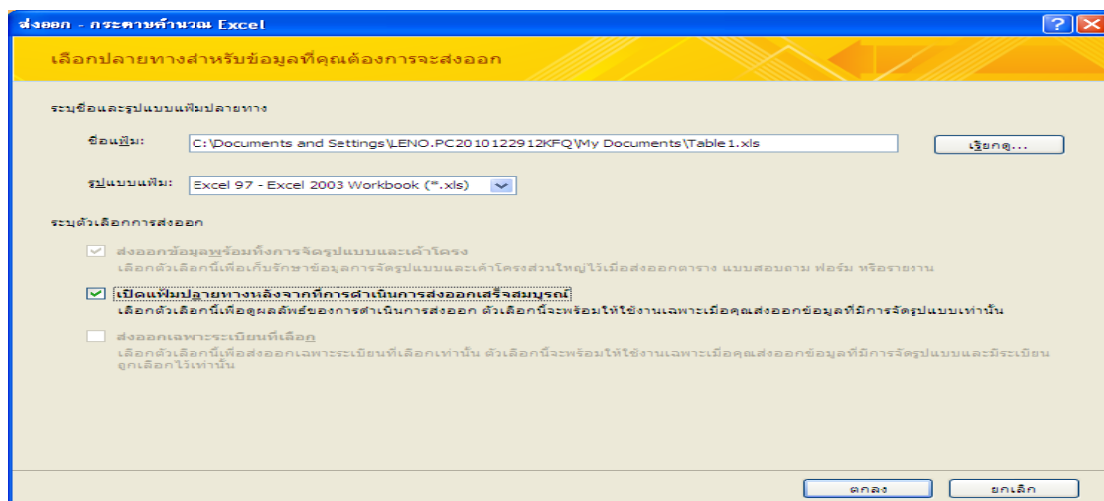 ส่งออก - กระดาษคำนวณ Excel
เลือกปลายทางสำหรับข้อมูลที่คุณต้องการจะส่งออก
ระบุชื่อและรูปแบบแฟ้มปลายทาง
ชื่อแฟ้ม:
C:\Documents and Settings\LENO.PC2010122912KFQ\My Documents\Table1.xls
เรียกดู...
รูปแบบแฟ้ม:
Excel 97 - Excel 2003 Workbook (*.xls)
ระบุตัวเลือกการส่งออก
ส่งออกข้อมูลพร้อมทั้งการจัดรูปแบบและเค้าโครง
เลือกตัวเลือกนี้เพื่อเก็บรักษาข้อมูลการจัดรูปแบบและเค้าโครงส่วนใหญ่ไว้เมื่อส่งออกตาราง แบบสอบถาม ฟอร์ม หรือรายงาน
เปิดแฟ้มปลายทางหลังจากที่การดำเนินการส่งออกเสร็จสมบูรณ์
เลือกตัวเลือกนี้เพื่อดูผลลัพธ์ของการดำเนินการส่งออก ตัวเลือกนี้จะพร้อมให้ใช้งานเฉพาะเมื่อคุณส่งออกข้อมูลที่มีการจัดรูปแบบเท่านั้น
ส่งออกเฉพาะระเบียนที่เลือก
เลือกตัวเลือกนี้เพื่อส่งออกเฉพาะระเบียนที่เลือกเท่านั้น ตัวเลือกนี้จะพร้อมให้ใช้งานเฉพาะเมื่อคุณส่งออกข้อมูลที่มีการจัดรูปแบบและมีระเบียน
ถูกเลือกไว้เท่านั้น
ตกลง
ยกเลิก